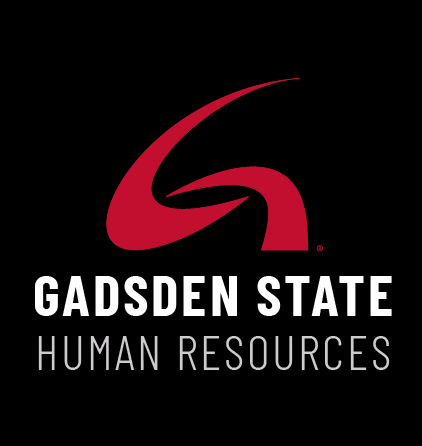 ®
GADSDEN STATE
HUMAN RESOURCES